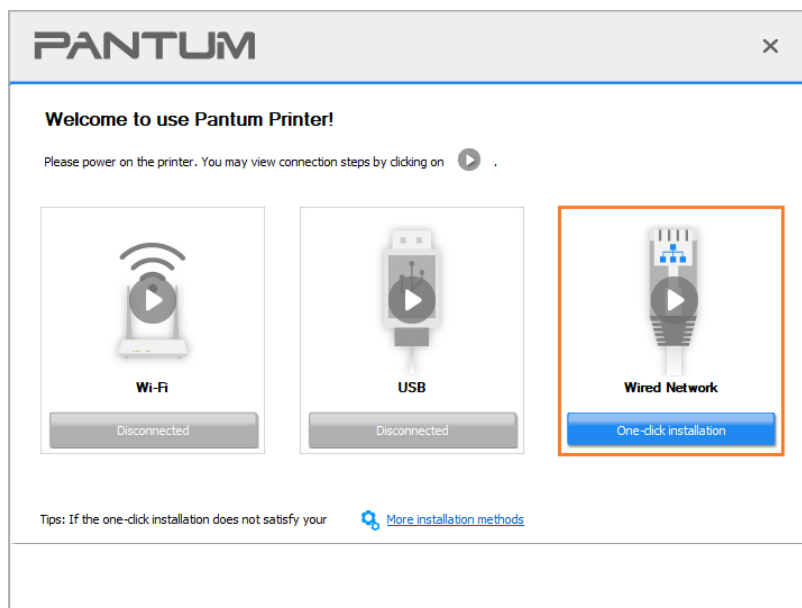 PANTUM
Welcome to use Pantum Printer!
Please power on the printer. You may view connection steps by clicking on .
Wi-Fi
USB
Wired Network
Disconnected
Disconnected
One-click installation
Tips: If the one-click installation does not satisfy your
More installation methods